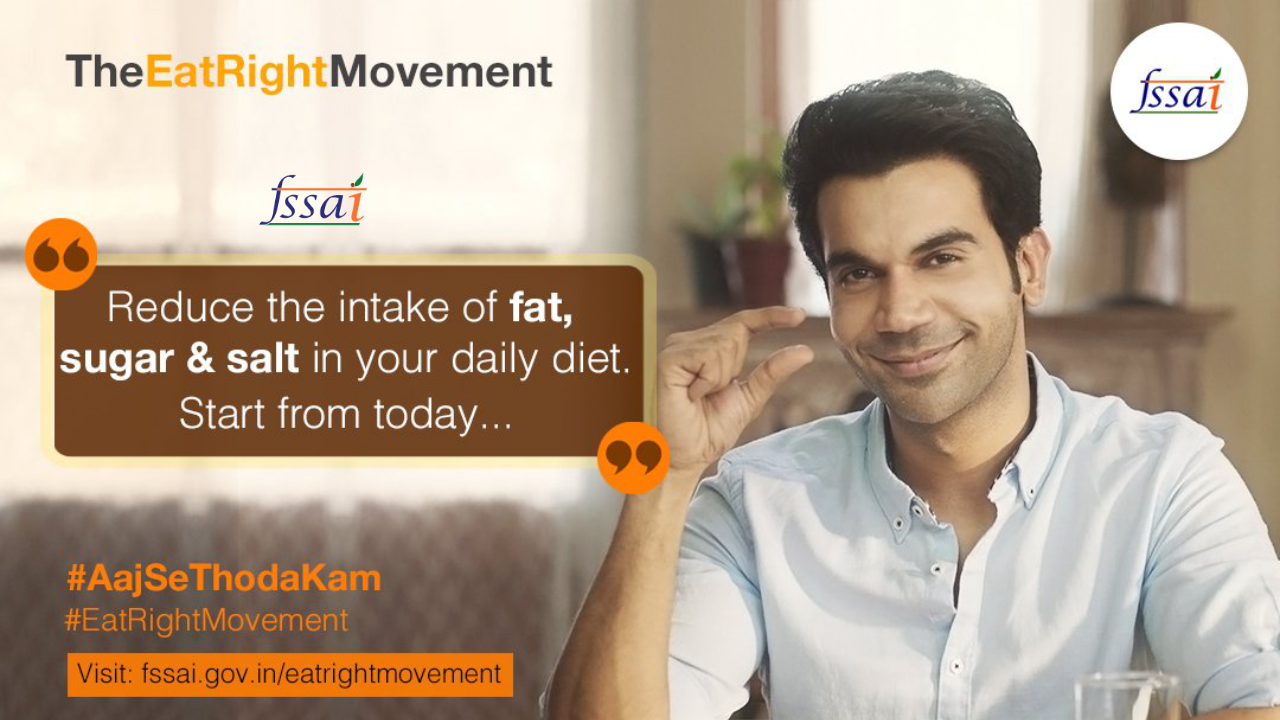 TheEatRightMovement
fssai
fssai
Reduce the intake of fat,
sugar & salt in your daily diet.
Start from today...
#AajSeThodaKam
#EatRightMovement
Visit: fssai.gov.in/eatrightmovement